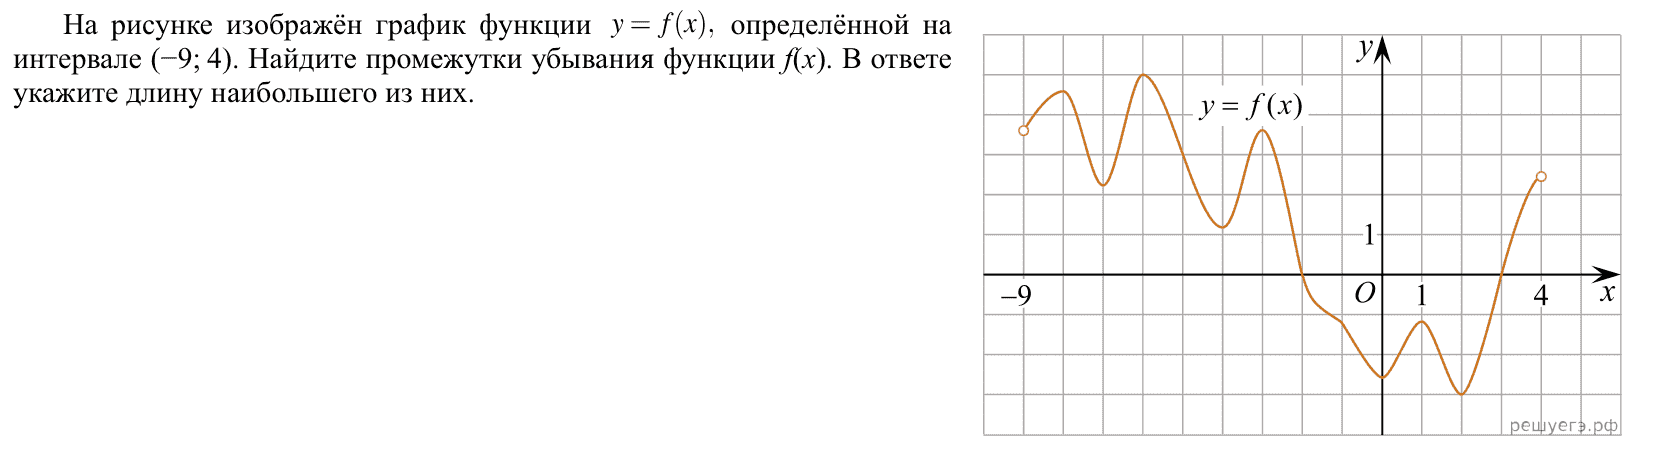 На рисунке изображён график функции y = f(x), определённой на
интервале (−9; 4). Найдите промежутки убывания функции f(x). В ответе
укажите длину наибольшего из них.
y
y = f(x)
1
−9
O
1
4
x
решуегэ.рф